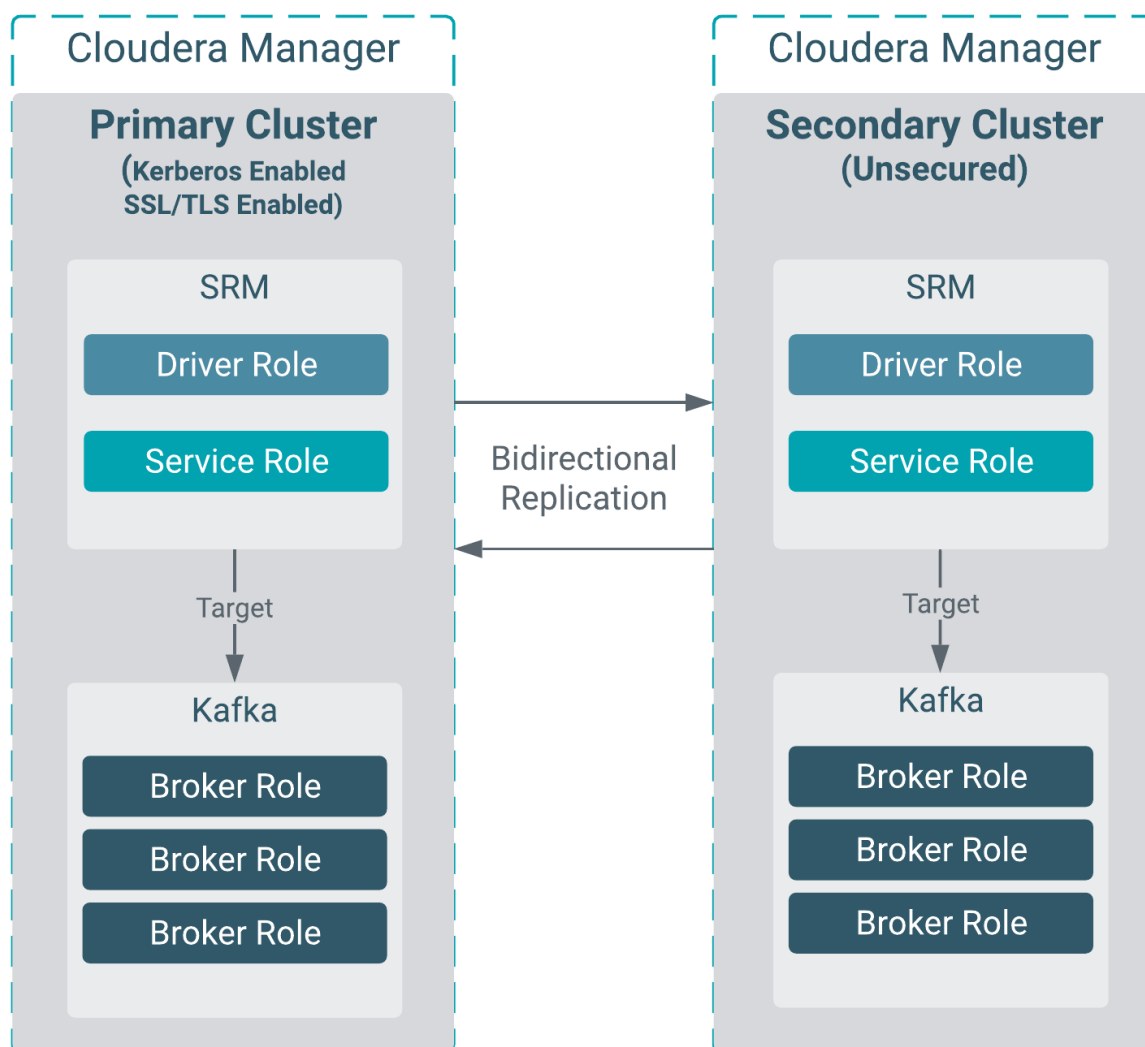 Cloudera Manager
Primary Cluster
(Kerberos Enabled
SSL/TLS Enabled)
SRM
Driver Role
Service Role
Target
Kafka
Broker Role
Broker Role
Broker Role
Bidirectional
Replication
Cloudera Manager
Secondary Cluster
(Unsecured)
SRM
Driver Role
Service Role
Target
Kafka
Broker Role
Broker Role
Broker Role